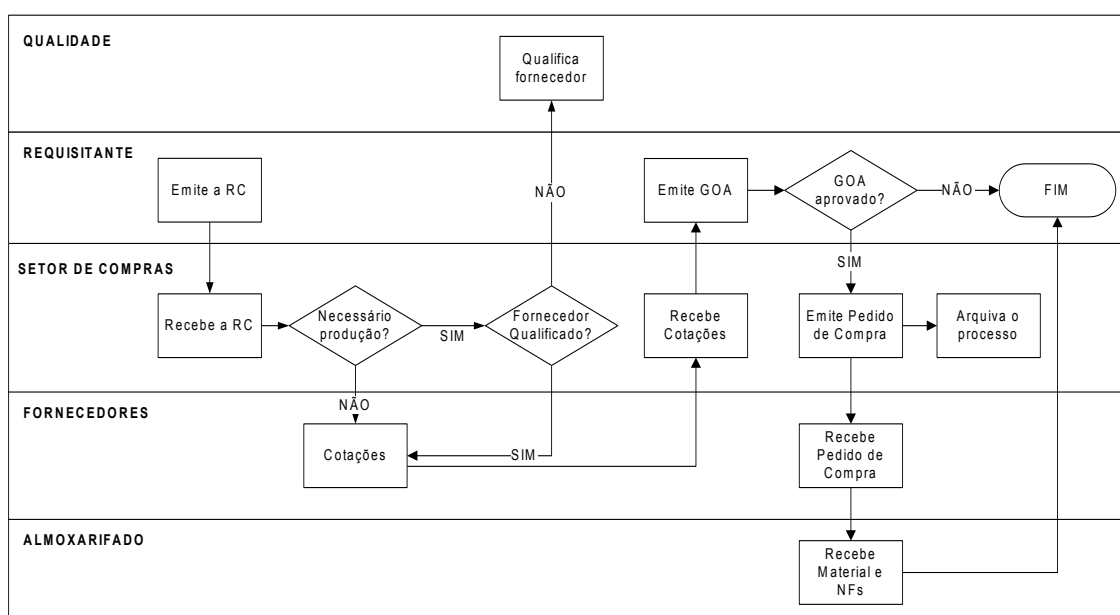 QUALIDADE
Qualifica
fornecedor
REQUISITANTE
Emite a RC
NÃO
Emite GOA
GOA
aprovado?
NÃO
FIM
SETOR DE COMPRAS
SIM
Recebe a RC
Necessário
produção?
SIM
Fornecedor
Qualificado?
Recebe
Cotações
Emite Pedido
de Compra
Arquiva o
processo
FORNECEDORES
NÃO
Cotações
SIM
Recebe
Pedido de
Compra
ALMOXARIFADO
Recebe
Material e
NFs